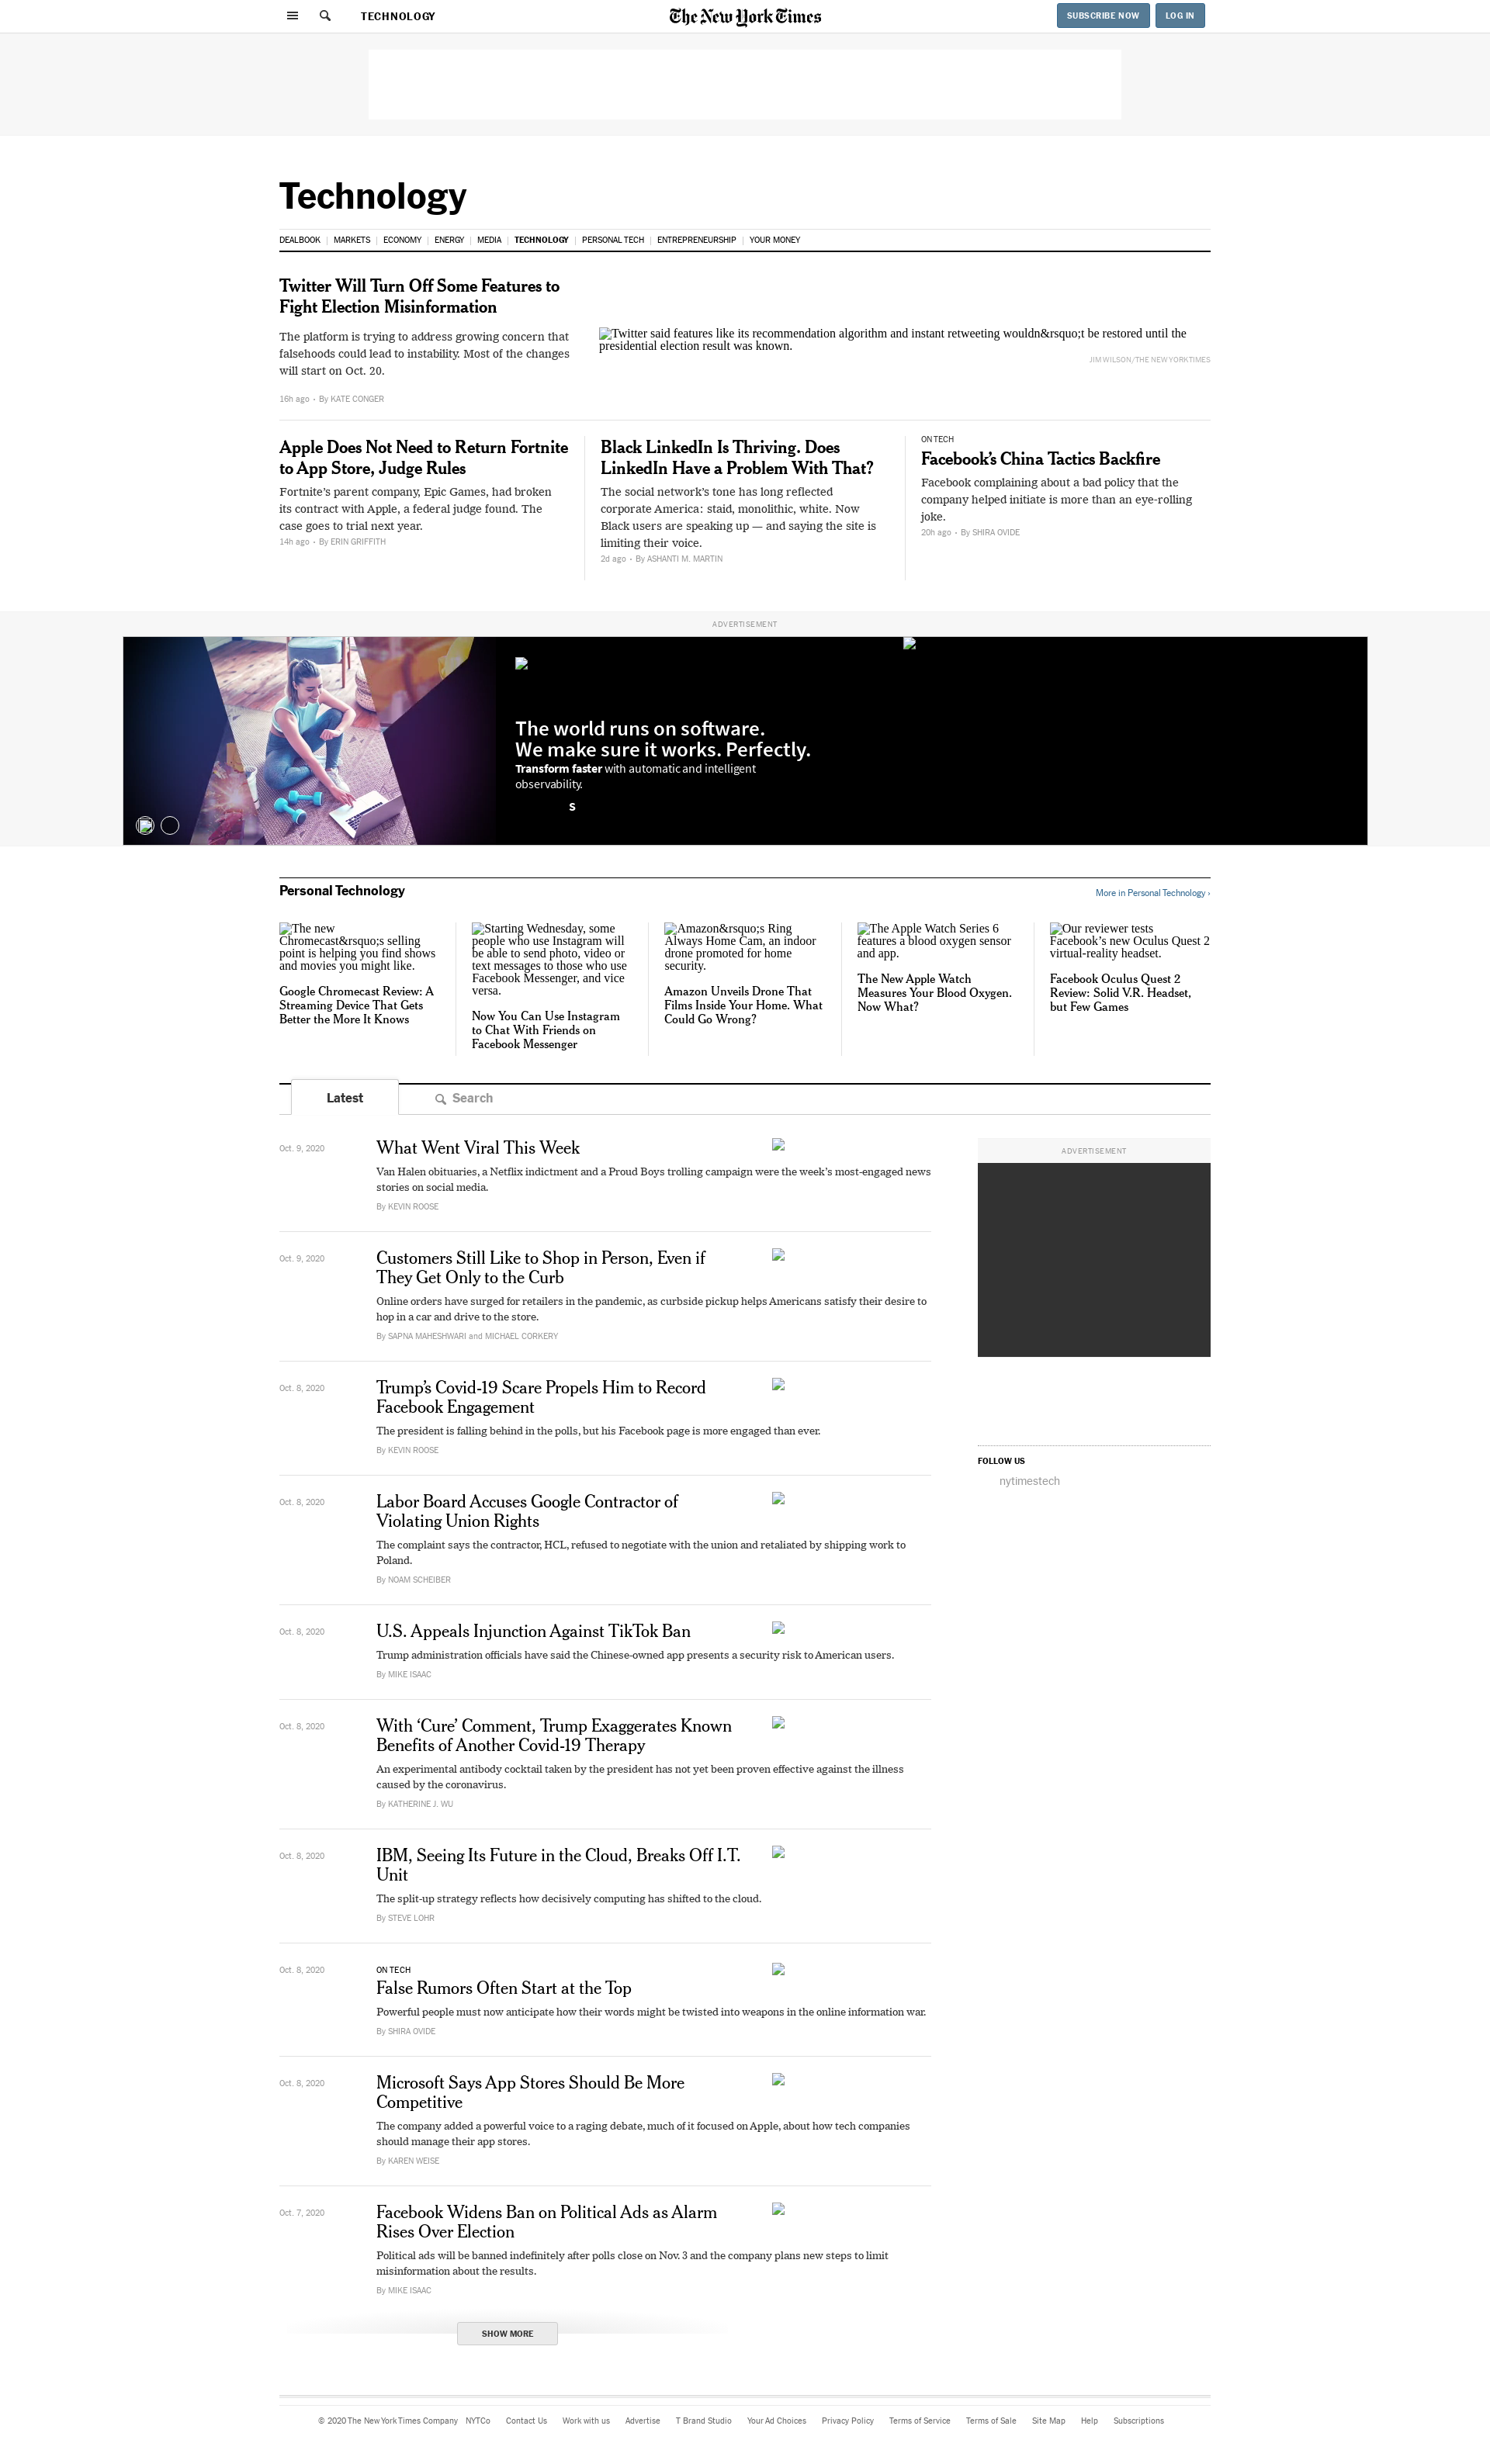 TECHNOLOGY
The New York Times
SUBSCRIBE NOW
LOG IN
Technology
DEALBOOK | MARKETS | ECONOMY | ENERGY | MEDIA | TECHNOLOGY | PERSONAL TECH | ENTREPRENEURSHIP | YOUR MONEY
Twitter Will Turn Off Some Features to
Fight Election Misinformation
The platform is trying to address growing concern that
falsehoods could lead to instability. Most of the changes
will start on Oct. 20.
16h ago • By KATE CONGER
Twitter said features like its recommendation algorithm and instant retweeting wouldn&rsquo;t be restored until the
presidential election result was known.
JIM WILSON/THE NEW YORK TIMES
Apple Does Not Need to Return Fortnite
to App Store, Judge Rules
Fortnite’s parent company, Epic Games, had broken
its contract with Apple, a federal judge found. The
case goes to trial next year.
14h ago • By ERIN GRIFFITH
Black LinkedIn Is Thriving. Does
LinkedIn Have a Problem With That?
The social network’s tone has long reflected
corporate America: staid, monolithic, white. Now
Black users are speaking up — and saying the site is
limiting their voice.
2d ago • By ASHANTI M. MARTIN
ON TECH
Facebook’s China Tactics Backfire
Facebook complaining about a bad policy that the
company helped initiate is more than an eye-rolling
joke.
20h ago • By SHIRA OVIDE
ADVERTISEMENT
The world runs on software.
We make sure it works. Perfectly.
Transform faster with automatic and intelligent
observability.
S
Personal Technology
More in Personal Technology ›
The new
Chromecast&rsquo;s selling
point is helping you find shows
and movies you might like.
Google Chromecast Review: A
Streaming Device That Gets
Better the More It Knows
Starting Wednesday, some
people who use Instagram will
be able to send photo, video or
text messages to those who use
Facebook Messenger, and vice
versa.
Now You Can Use Instagram
to Chat With Friends on
Facebook Messenger
Amazon&rsquo;s Ring
Always Home Cam, an indoor
drone promoted for home
security.
Amazon Unveils Drone That
Films Inside Your Home. What
Could Go Wrong?
The Apple Watch Series 6
features a blood oxygen sensor
and app.
The New Apple Watch
Measures Your Blood Oxygen.
Now What?
Our reviewer tests
Facebook’s new Oculus Quest 2
virtual-reality headset.
Facebook Oculus Quest 2
Review: Solid V.R. Headset,
but Few Games
Latest
Search
Oct. 9, 2020
What Went Viral This Week
Van Halen obituaries, a Netflix indictment and a Proud Boys trolling campaign were the week’s most-engaged news
stories on social media.
By KEVIN ROOSE
ADVERTISEMENT
Oct. 9, 2020
Customers Still Like to Shop in Person, Even if
They Get Only to the Curb
Online orders have surged for retailers in the pandemic, as curbside pickup helps Americans satisfy their desire to
hop in a car and drive to the store.
By SAPNA MAHESHWARI and MICHAEL CORKERY
Oct. 8, 2020
Trump’s Covid-19 Scare Propels Him to Record
Facebook Engagement
The president is falling behind in the polls, but his Facebook page is more engaged than ever.
By KEVIN ROOSE
FOLLOW US
nytimestech
Oct. 8, 2020
Labor Board Accuses Google Contractor of
Violating Union Rights
The complaint says the contractor, HCL, refused to negotiate with the union and retaliated by shipping work to
Poland.
By NOAM SCHEIBER
Oct. 8, 2020
U.S. Appeals Injunction Against TikTok Ban
Trump administration officials have said the Chinese-owned app presents a security risk to American users.
By MIKE ISAAC
Oct. 8, 2020
With ‘Cure’ Comment, Trump Exaggerates Known
Benefits of Another Covid-19 Therapy
An experimental antibody cocktail taken by the president has not yet been proven effective against the illness
caused by the coronavirus.
By KATHERINE J. WU
Oct. 8, 2020
IBM, Seeing Its Future in the Cloud, Breaks Off I.T.
Unit
The split-up strategy reflects how decisively computing has shifted to the cloud.
By STEVE LOHR
Oct. 8, 2020
ON TECH
False Rumors Often Start at the Top
Powerful people must now anticipate how their words might be twisted into weapons in the online information war.
By SHIRA OVIDE
Oct. 8, 2020
Microsoft Says App Stores Should Be More
Competitive
The company added a powerful voice to a raging debate, much of it focused on Apple, about how tech companies
should manage their app stores.
By KAREN WEISE
Oct. 7, 2020
Facebook Widens Ban on Political Ads as Alarm
Rises Over Election
Political ads will be banned indefinitely after polls close on Nov. 3 and the company plans new steps to limit
misinformation about the results.
By MIKE ISAAC
SHOW MORE
© 2020 The New York Times Company NYTCo Contact Us Work with us Advertise T Brand Studio Your Ad Choices Privacy Policy Terms of Service Terms of Sale Site Map Help Subscriptions